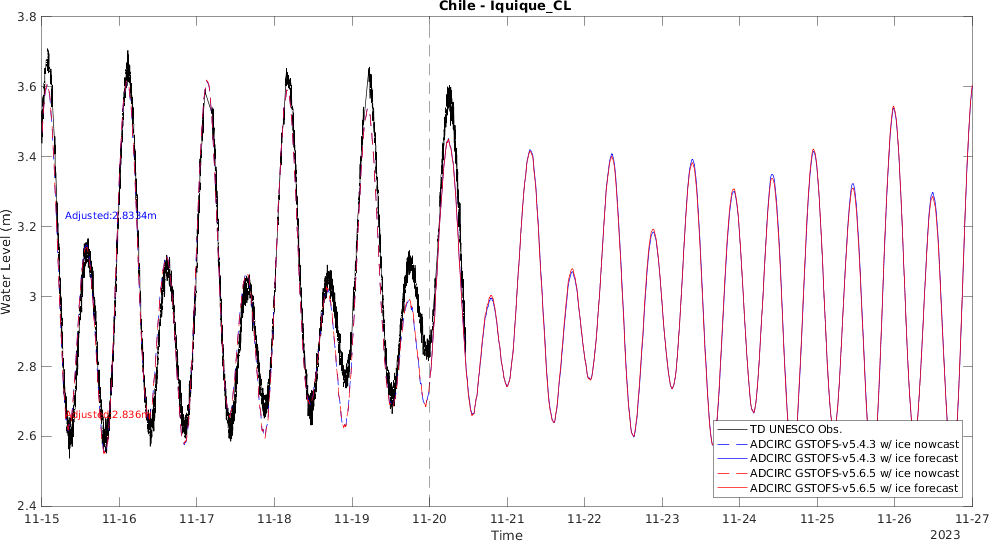 Chile - Iquique_CL
3.8
3.6
3.4
3.2
3
2.8
2.6
2.4
Water Level (m)
Adjusted:2.8334m
Adjusted:2.836m
TD UNESCO Obs.
ADCIRC GSTOFS-v5.4.3 w/ ice nowcast
ADCIRC GSTOFS-v5.4.3 w/ ice forecast
ADCIRC GSTOFS-v5.6.5 w/ ice nowcast
ADCIRC GSTOFS-v5.6.5 w/ ice forecast
11-15 11-16 11-17 11-18 11-19 11-20 11-21 11-22 11-23 11-24 11-25 11-26 11-27
Time
2023